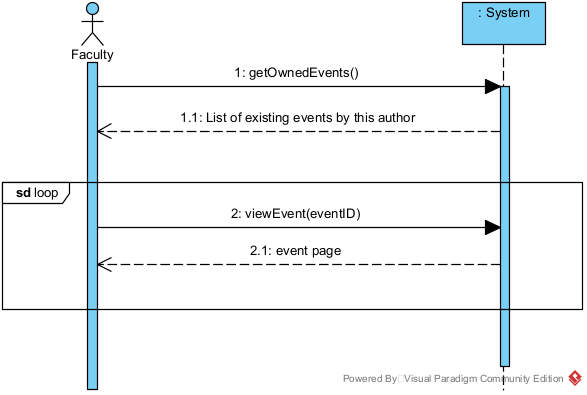 : System
Faculty
1: getOwnedEvents()
1.1: List of existing events by this author
sd loop
2: viewEvent(eventID)
2.1: event page
Powered By Visual Paradigm Community Edition